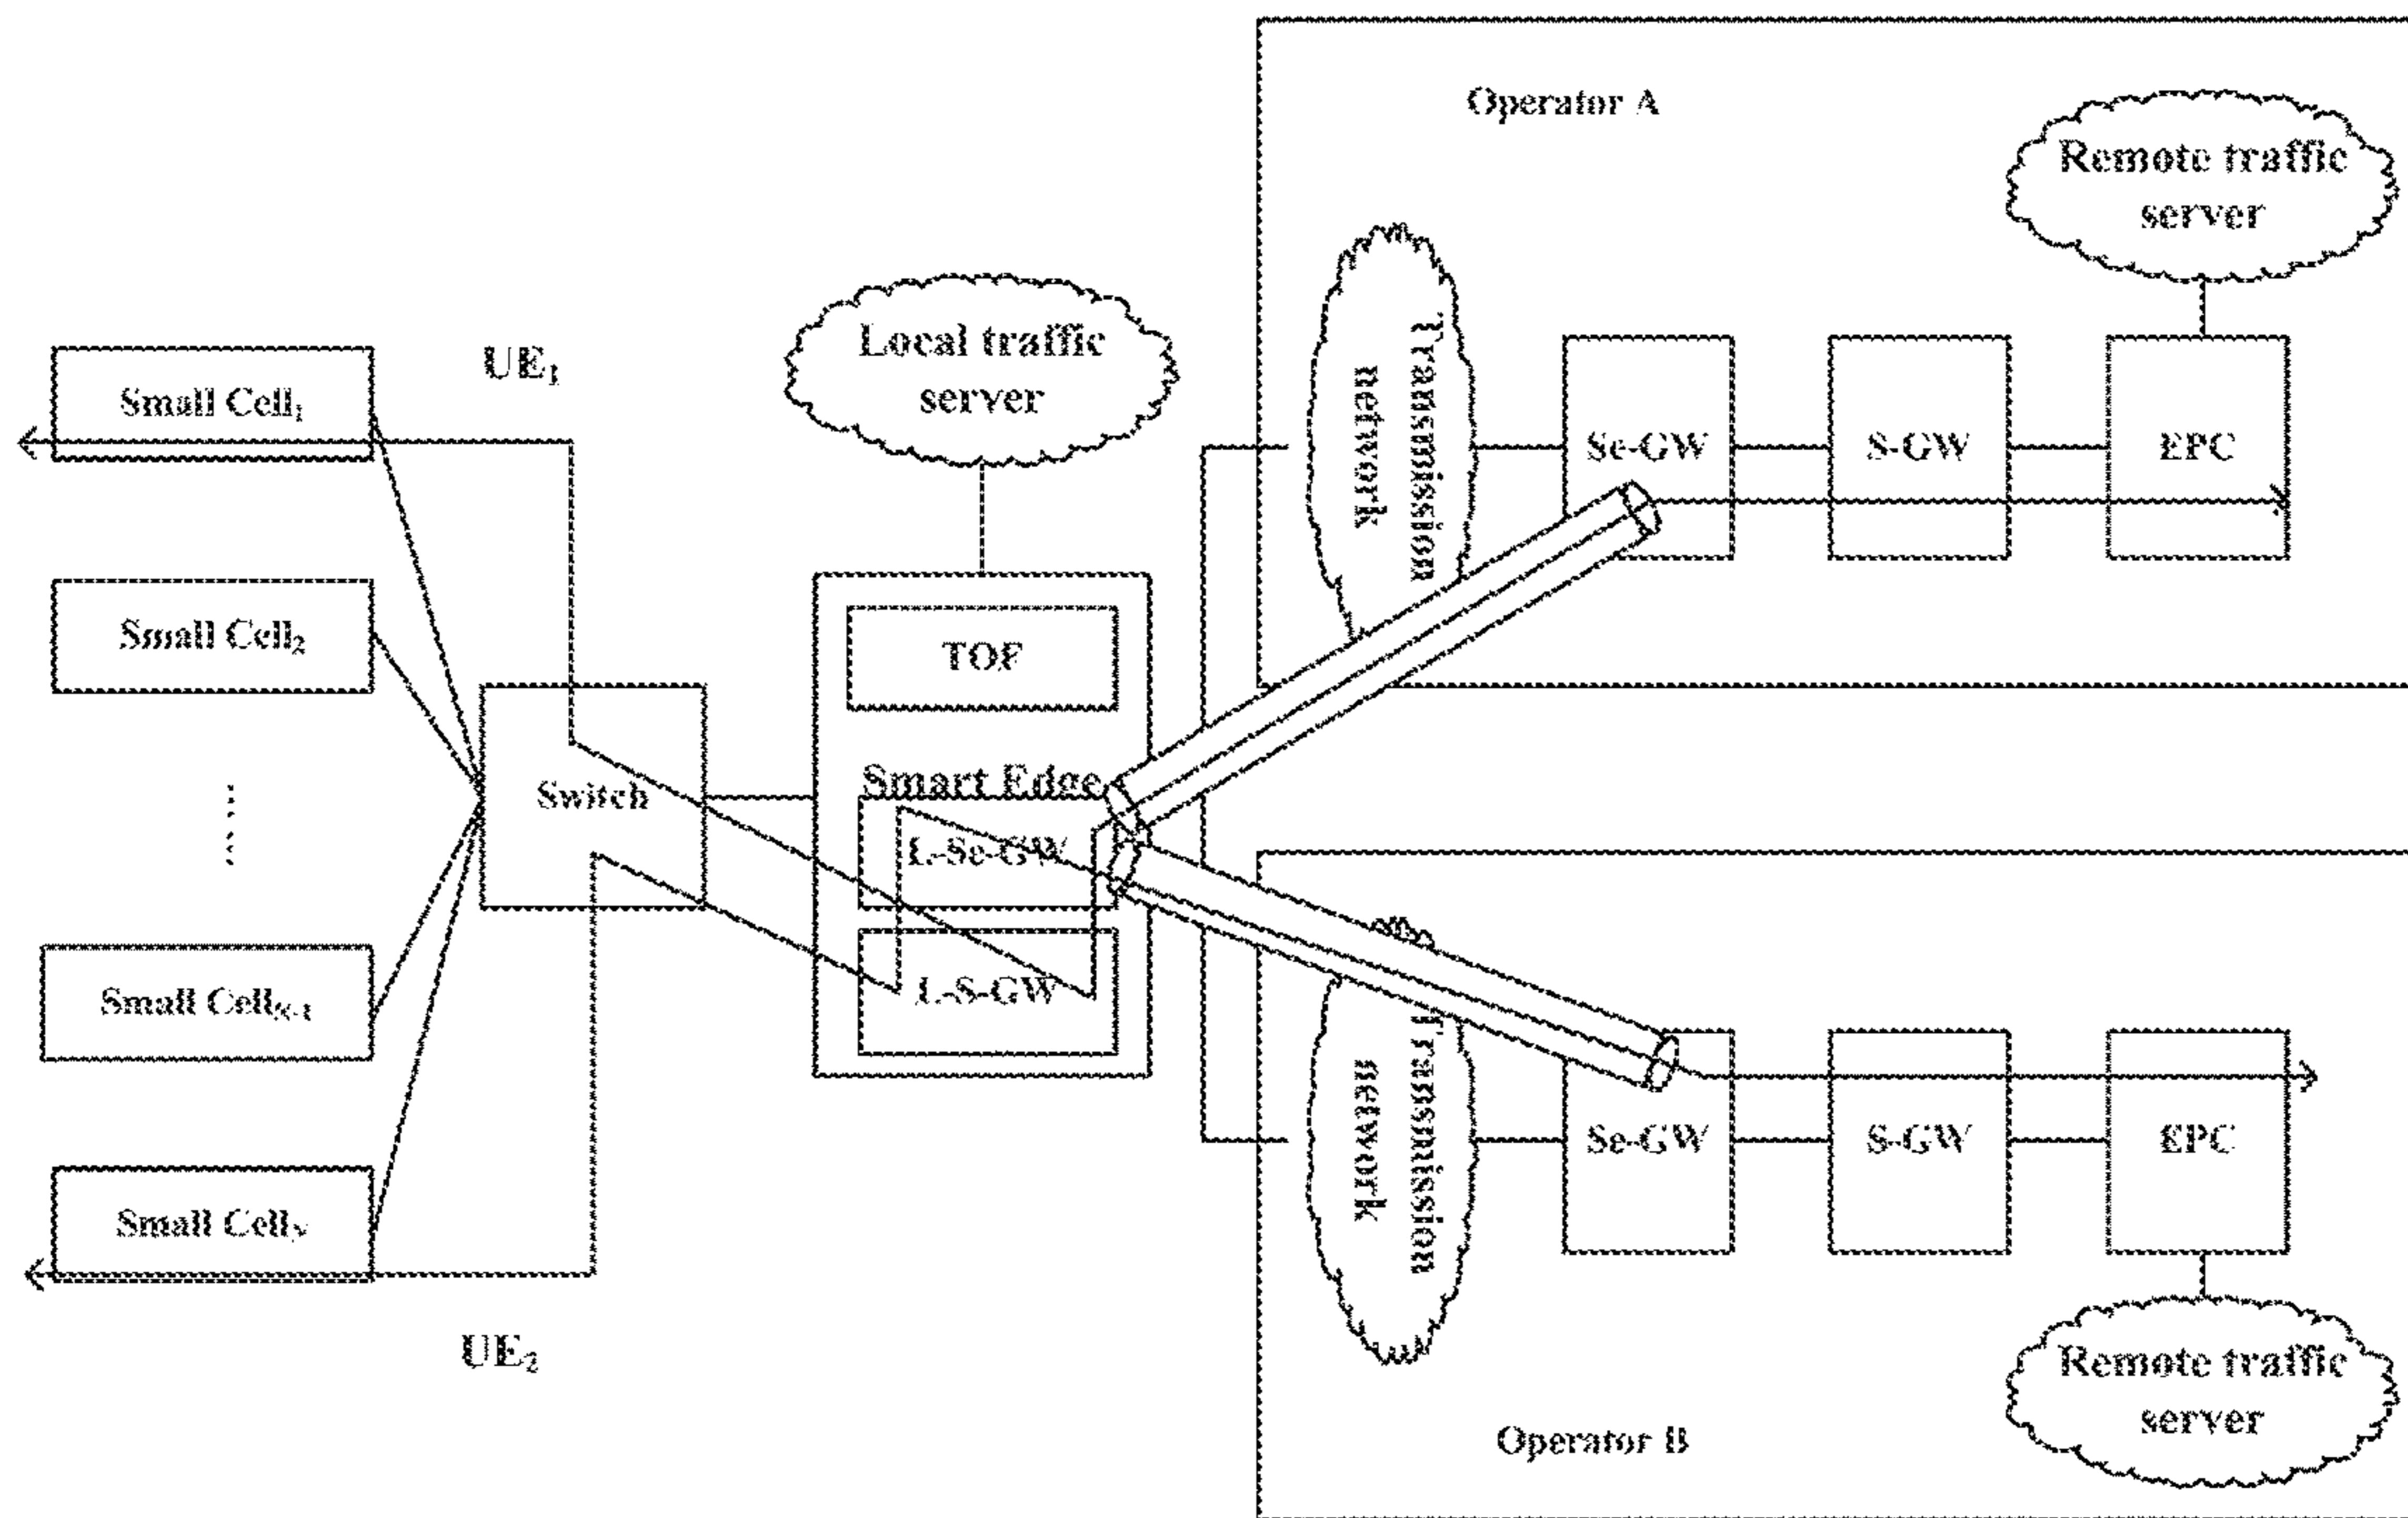 Operator A
Remote traffic
server
Transmission
network
Se-GW
S-GW
EPC
Local traffic
server
UE₁
Small Cell₁
Small Cell₂
......
Small Cell_N-1
Small Cell_N
UE₂
Switch
TOF
Smart Edge
L-Se-GW
L-S-GW
Transmission
network
Se-GW
S-GW
EPC
Remote traffic
server
Operator B